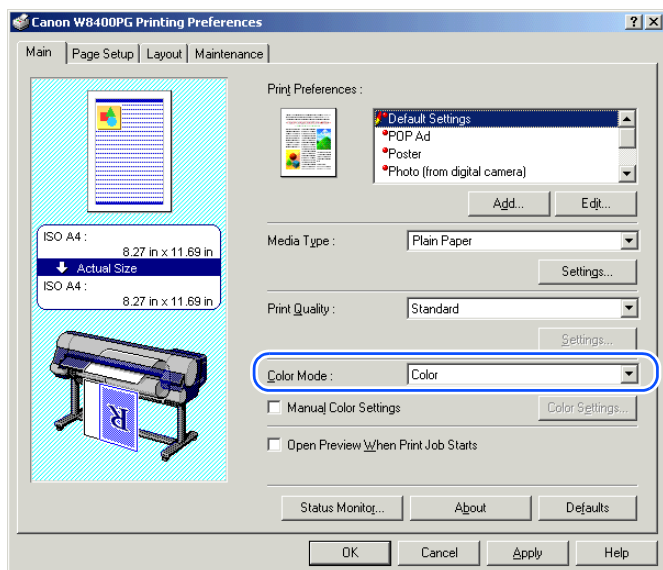 Canon W8400PG Printing Preferences
Main Page Setup Layout Maintenance
Print Preferences :
Default Settings
POP Ad
Poster
Photo (from digital camera)
Add... Edit...
ISO A4 :
8.27 in x 11.69 in
Actual Size
ISO A4 :
8.27 in x 11.69 in
Media Type : Plain Paper
Settings...
Print Quality : Standard
Settings...
Color Mode : Color
Manual Color Settings Color Settings...
Open Preview When Print Job Starts
R
Status Monitor... About Defaults
OK Cancel Apply Help